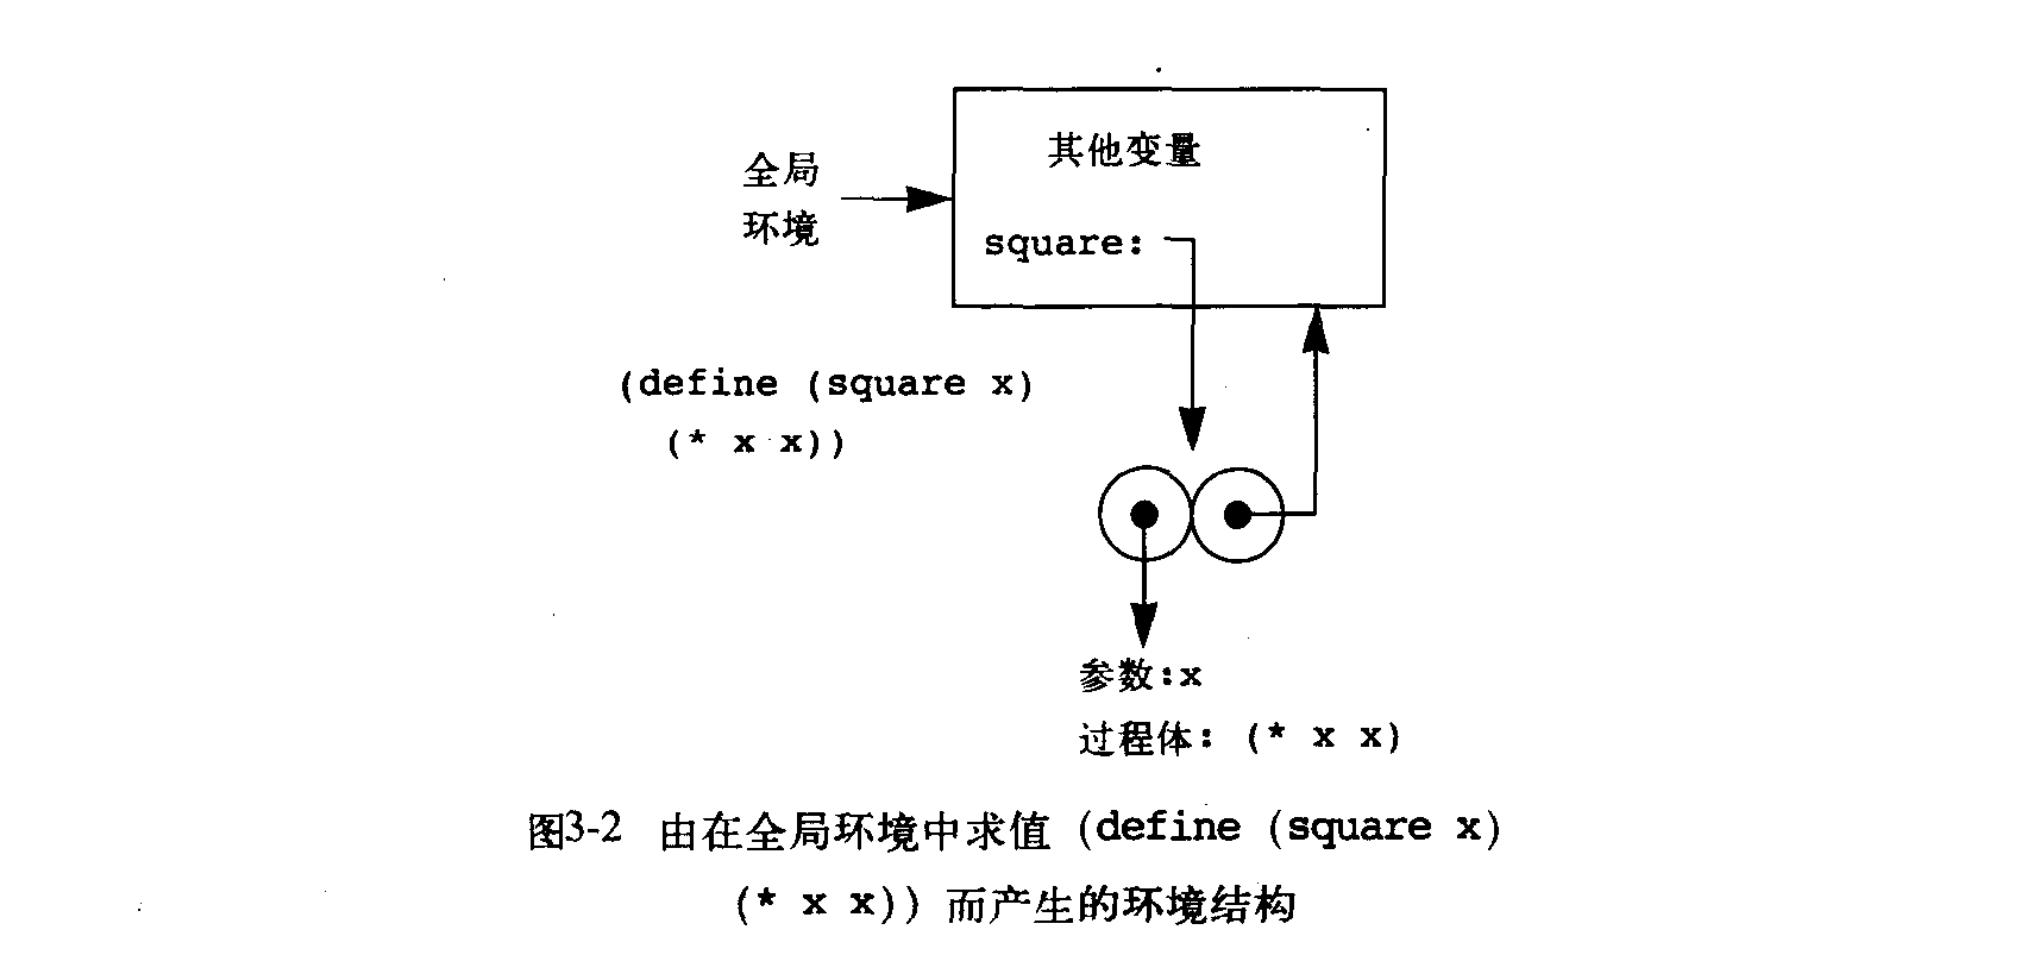 其他变量
全局
环境
square:
(define (square x)
(* x x))
参数:x
过程体: (* x x)
图3-2 由在全局环境中求值 (define (square x)
(* x x)) 而产生的环境结构